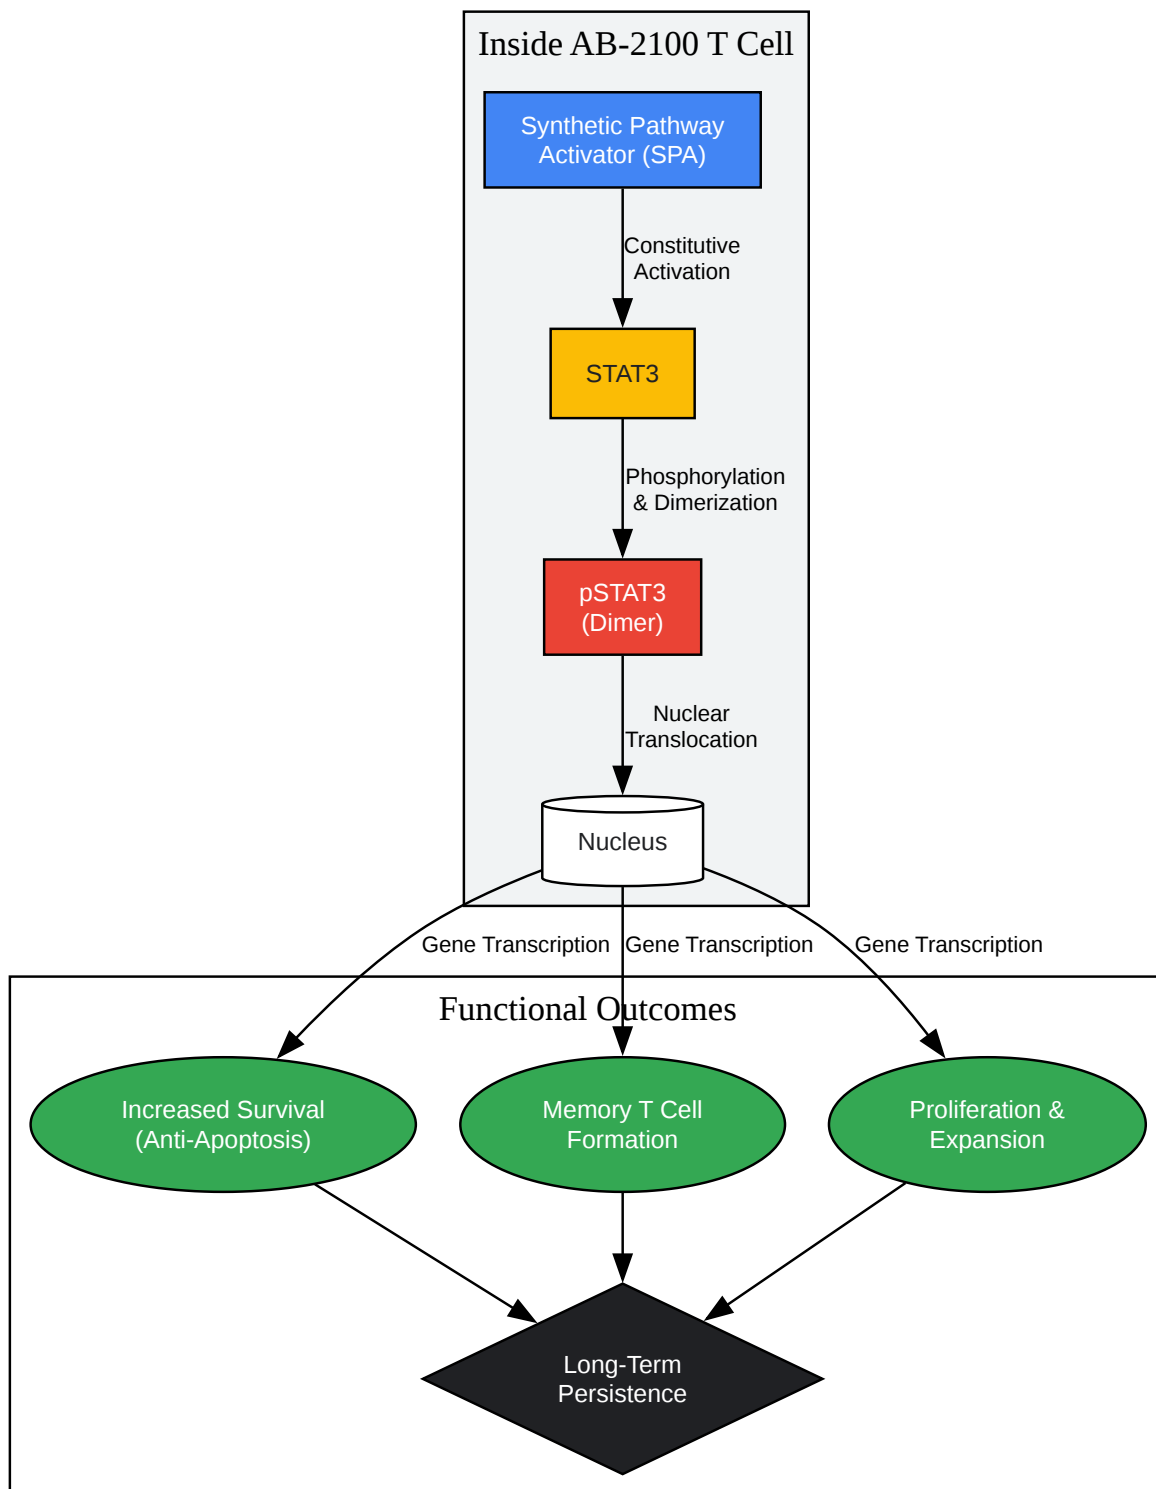 Inside AB-2100 T Cell
Synthetic Pathway
Activator (SPA)
Constitutive
Activation
STAT3
Phosphorylation
& Dimerization
pSTAT3
(Dimer)
Nuclear
Translocation
Nucleus
Gene Transcription
Gene Transcription
Gene Transcription
Functional Outcomes
Increased Survival
(Anti-Apoptosis)
Memory T Cell
Formation
Proliferation &
Expansion
Long-Term
Persistence